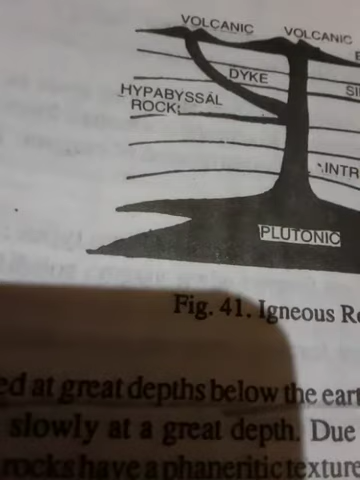 VOLCANIC
VOLCANIC
DYKE
HYPABYSSAL
ROCK:
INTR
PLUTONIC
Fig. 41. Igneous R
ed at great depths below the eart
slowly at a great depth. Due
rocks have a phaneritic texture